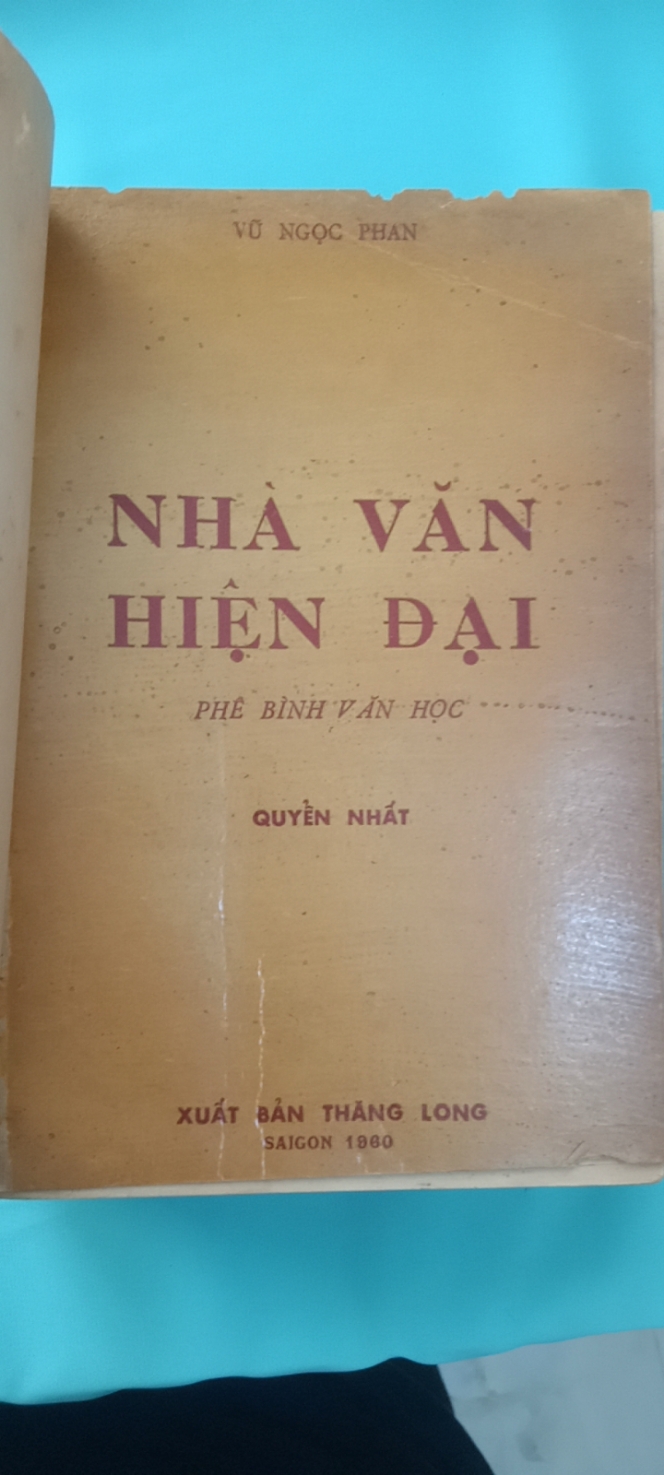 VŨ NGỌC PHAN
NHÀ VĂN
HIỆN ĐẠI
PHÊ BÌNH VĂN HỌC
QUYỂN NHẤT
XUẤT BẢN THĂNG LONG
SAIGON 1960